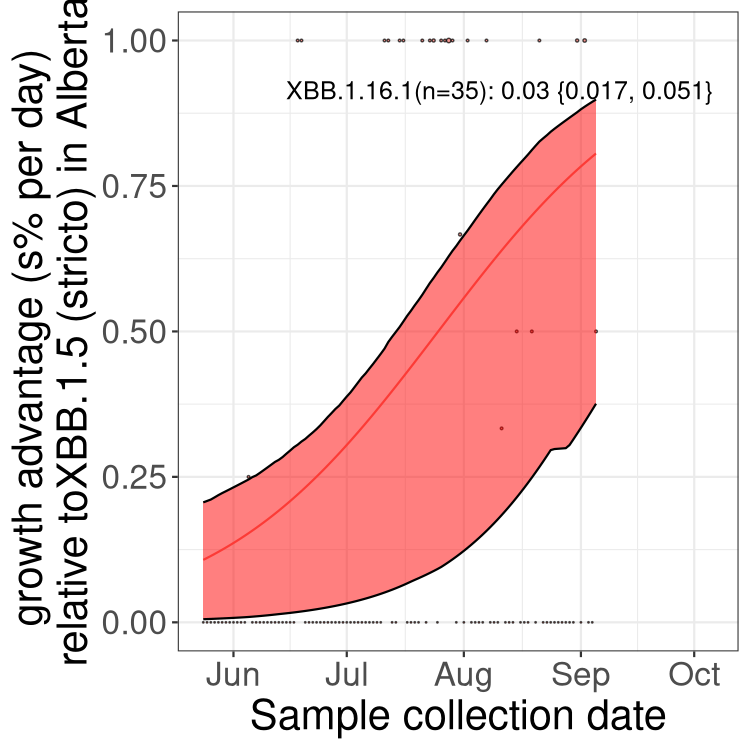 growth advantage (s% per day)
relative toXBB.1.5 (stricto) in Alberta
1.00
0.75
0.50
0.25
0.00
XBB.1.16.1(n=35): 0.03 {0.017, 0.051}
Jun Jul Aug Sep Oct
Sample collection date